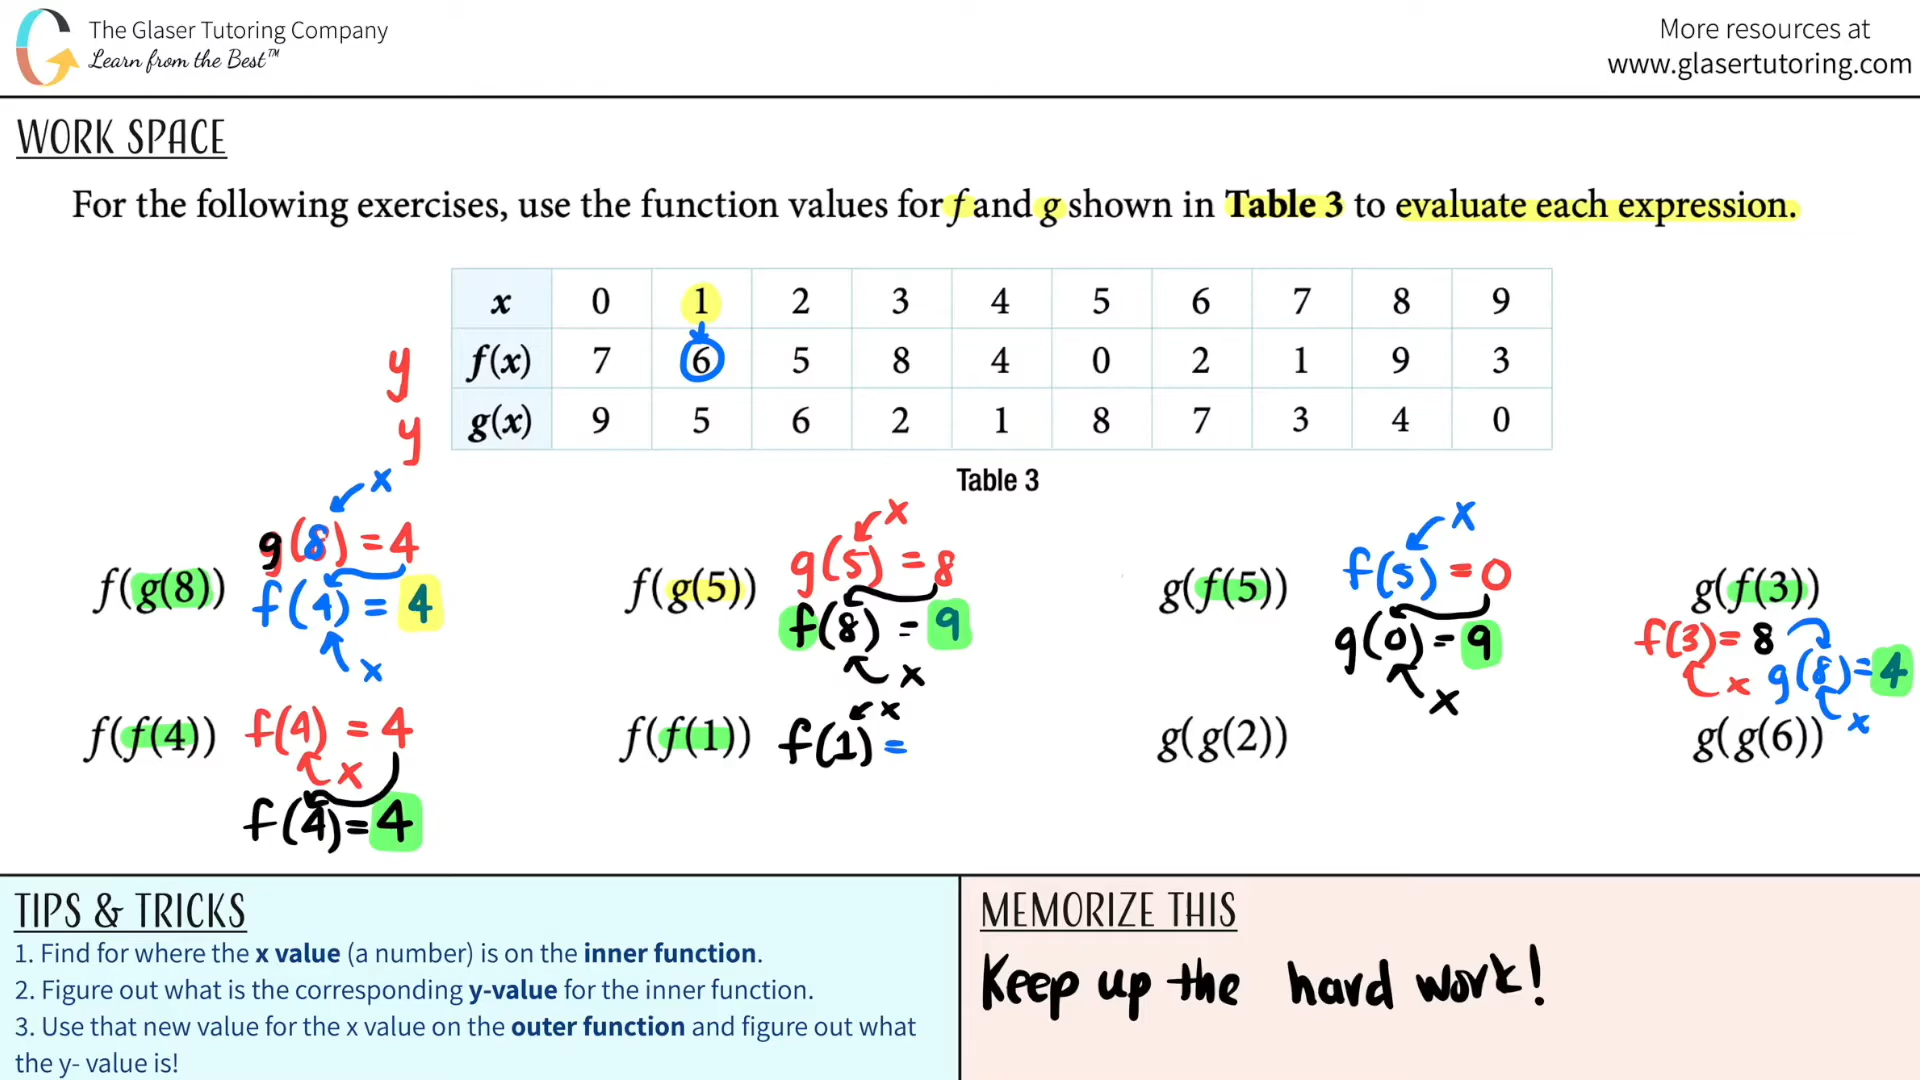 The Glaser Tutoring Company
Learn from the Best™
More resources at
www.glasertutoring.com
WORK SPACE
For the following exercises, use the function values for f and g shown in Table 3 to evaluate each expression.
x 0 1 2 3 4 5 6 7 8 9
f(x) 7 6 5 8 4 0 2 1 9 3
g(x) 9 5 6 2 1 8 7 3 4 0
y
y
Table 3
x
g(8) = 4
f(g(8)) f(4) = 4
x
x
g(5) = 8
f(g(5)) f(8) = 9
x
x
f(5) = 0
g(f(5)) g(0) = 9
x
g(f(3))
f(3) = 8
x g(8) = 4
x
f(f(4)) f(4) = 4
x
f(4) = 4
x
f(f(1)) f(1) =
g(g(2))
g(g(6))
TIPS & TRICKS
1. Find for where the x value (a number) is on the inner function.
2. Figure out what is the corresponding y-value for the inner function.
3. Use that new value for the x value on the outer function and figure out what
the y- value is!
MEMORIZE THIS
Keep up the hard work!